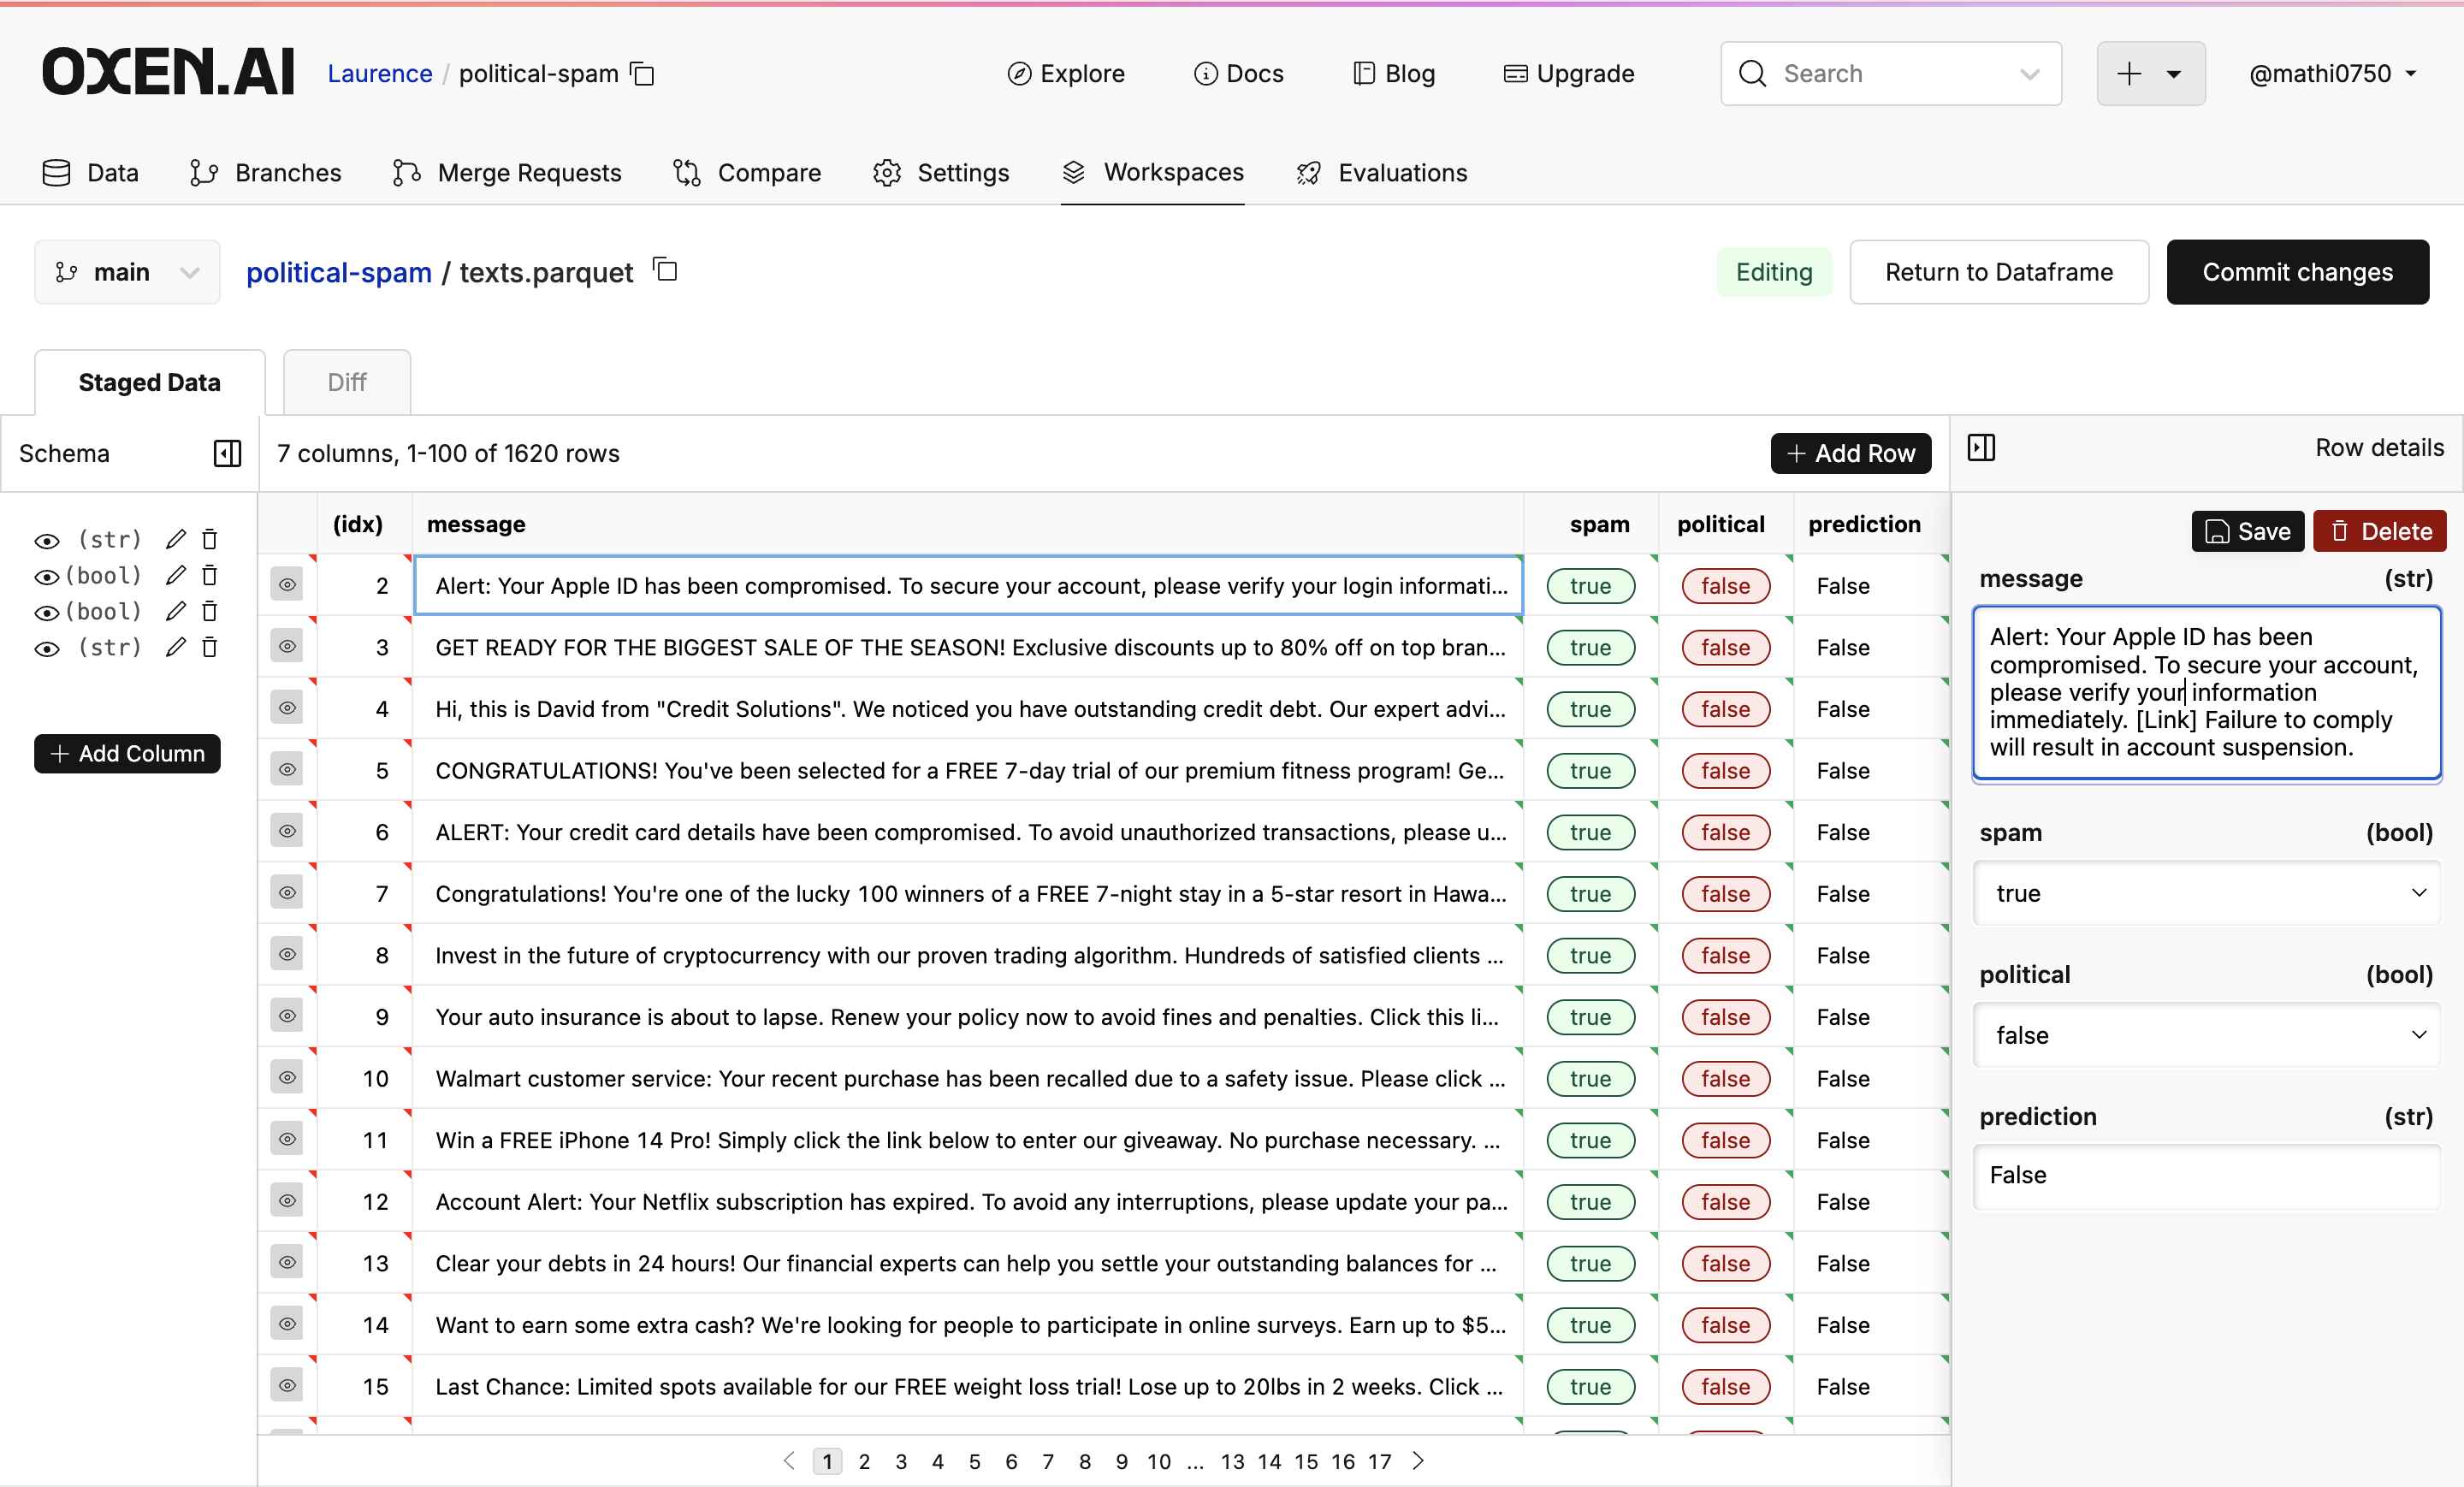 OXEN.AI Laurence / political-spam Explore Docs Blog Upgrade Search @mathi0750
Data Branches Merge Requests Compare Settings Workspaces Evaluations
main political-spam / texts.parquet Editing Return to Dataframe Commit changes
Staged Data Diff
Schema 7 columns, 1-100 of 1620 rows + Add Row Row details
(str)
(bool)
(bool)
(str)
+ Add Column
(idx) message spam political prediction
2 Alert: Your Apple ID has been compromised. To secure your account, please verify your login informati... true false False
3 GET READY FOR THE BIGGEST SALE OF THE SEASON! Exclusive discounts up to 80% off on top bran... true false False
4 Hi, this is David from "Credit Solutions". We noticed you have outstanding credit debt. Our expert advi... true false False
5 CONGRATULATIONS! You've been selected for a FREE 7-day trial of our premium fitness program! Ge... true false False
6 ALERT: Your credit card details have been compromised. To avoid unauthorized transactions, please u... true false False
7 Congratulations! You're one of the lucky 100 winners of a FREE 7-night stay in a 5-star resort in Hawa... true false False
8 Invest in the future of cryptocurrency with our proven trading algorithm. Hundreds of satisfied clients ... true false False
9 Your auto insurance is about to lapse. Renew your policy now to avoid fines and penalties. Click this li... true false False
10 Walmart customer service: Your recent purchase has been recalled due to a safety issue. Please click ... true false False
11 Win a FREE iPhone 14 Pro! Simply click the link below to enter our giveaway. No purchase necessary. ... true false False
12 Account Alert: Your Netflix subscription has expired. To avoid any interruptions, please update your pa... true false False
13 Clear your debts in 24 hours! Our financial experts can help you settle your outstanding balances for ... true false False
14 Want to earn some extra cash? We're looking for people to participate in online surveys. Earn up to $5... true false False
15 Last Chance: Limited spots available for our FREE weight loss trial! Lose up to 20lbs in 2 weeks. Click ... true false False
1 2 3 4 5 6 7 8 9 10 ... 13 14 15 16 17
Save Delete
message (str)
Alert: Your Apple ID has been
compromised. To secure your account,
please verify your information
immediately. [Link] Failure to comply
will result in account suspension.
spam (bool)
true
political (bool)
false
prediction (str)
False